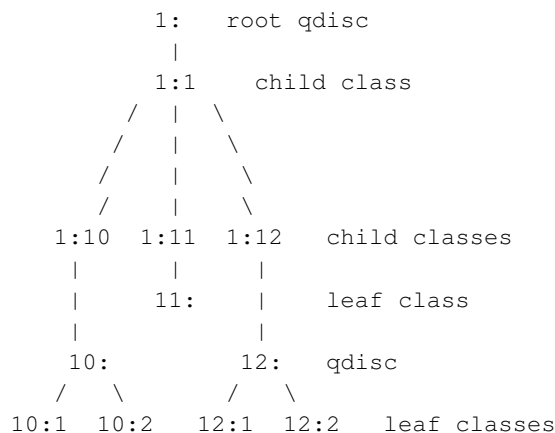 1: root qdisc
|
1:1 child class
/ | \
/ | \
/ | \
/ | \
1:10 1:11 1:12 child classes
| | |
| 11: | leaf class
| |
10: 12: qdisc
/ \ / \
10:1 10:2 12:1 12:2 leaf classes